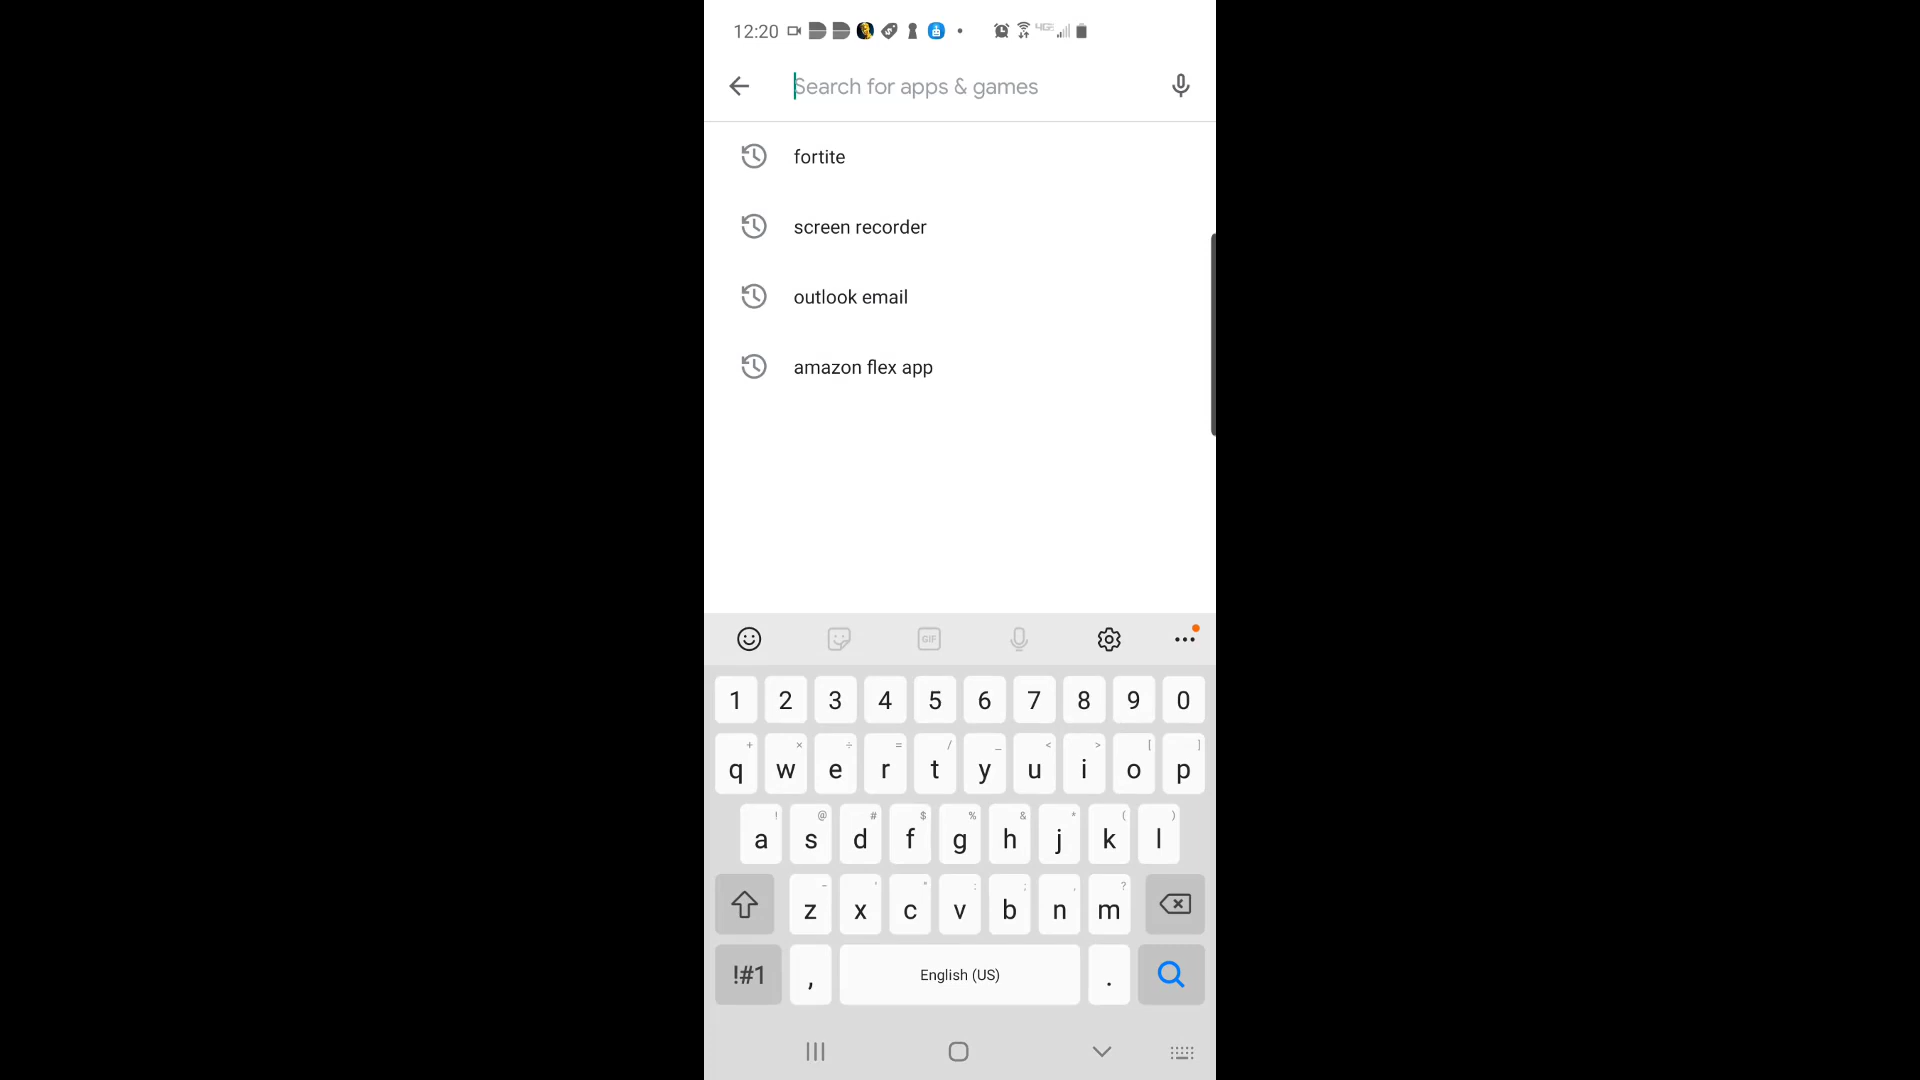 12:20
Search for apps & games
fortite
screen recorder
outlook email
amazon flex app
GIF
1 2 3 4 5 6 7 8 9 0
q w e r t y u i o p
a s d f g h j k l
z x c v b n m
!#1 , English (US) .